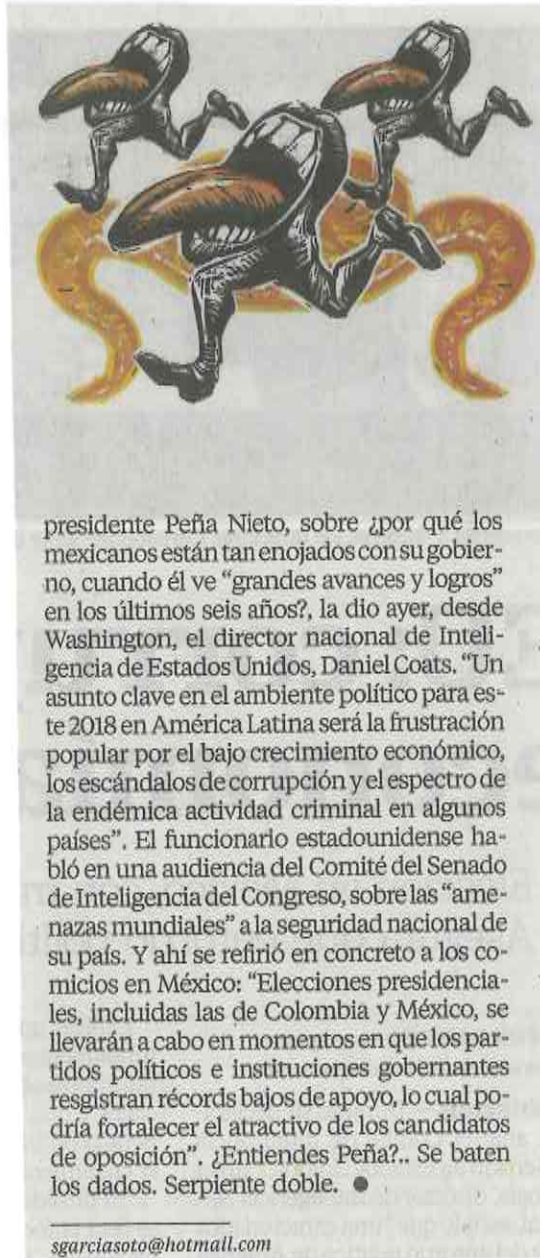 presidente Peña Nieto, sobre ¿por qué los
mexicanos están tan enojados con su gobier-
no, cuando él ve “grandes avances y logros”
en los últimos seis años?, la dio ayer, desde
Washington, el director nacional de Inteli-
gencia de Estados Unidos, Daniel Coats. “Un
asunto clave en el ambiente político para es-
te 2018 en América Latina será la frustración
popular por el bajo crecimiento económico,
los escándalos de corrupción y el espectro de
la endémica actividad criminal en algunos
países”. El funcionario estadounidense ha-
bló en una audiencia del Comité del Senado
de Inteligencia del Congreso, sobre las “ame-
nazas mundiales” a la seguridad nacional de
su país. Y ahí se refirió en concreto a los co-
micios en México: “Elecciones presidencia-
les, incluidas las de Colombia y México, se
llevarán a cabo en momentos en que los par-
tidos políticos e instituciones gobernantes
resgistran récords bajos de apoyo, lo cual po-
dría fortalecer el atractivo de los candidatos
de oposición”. ¿Entiendes Peña?.. Se baten
los dados. Serpiente doble. ●
sgarciasoto@hotmail.com